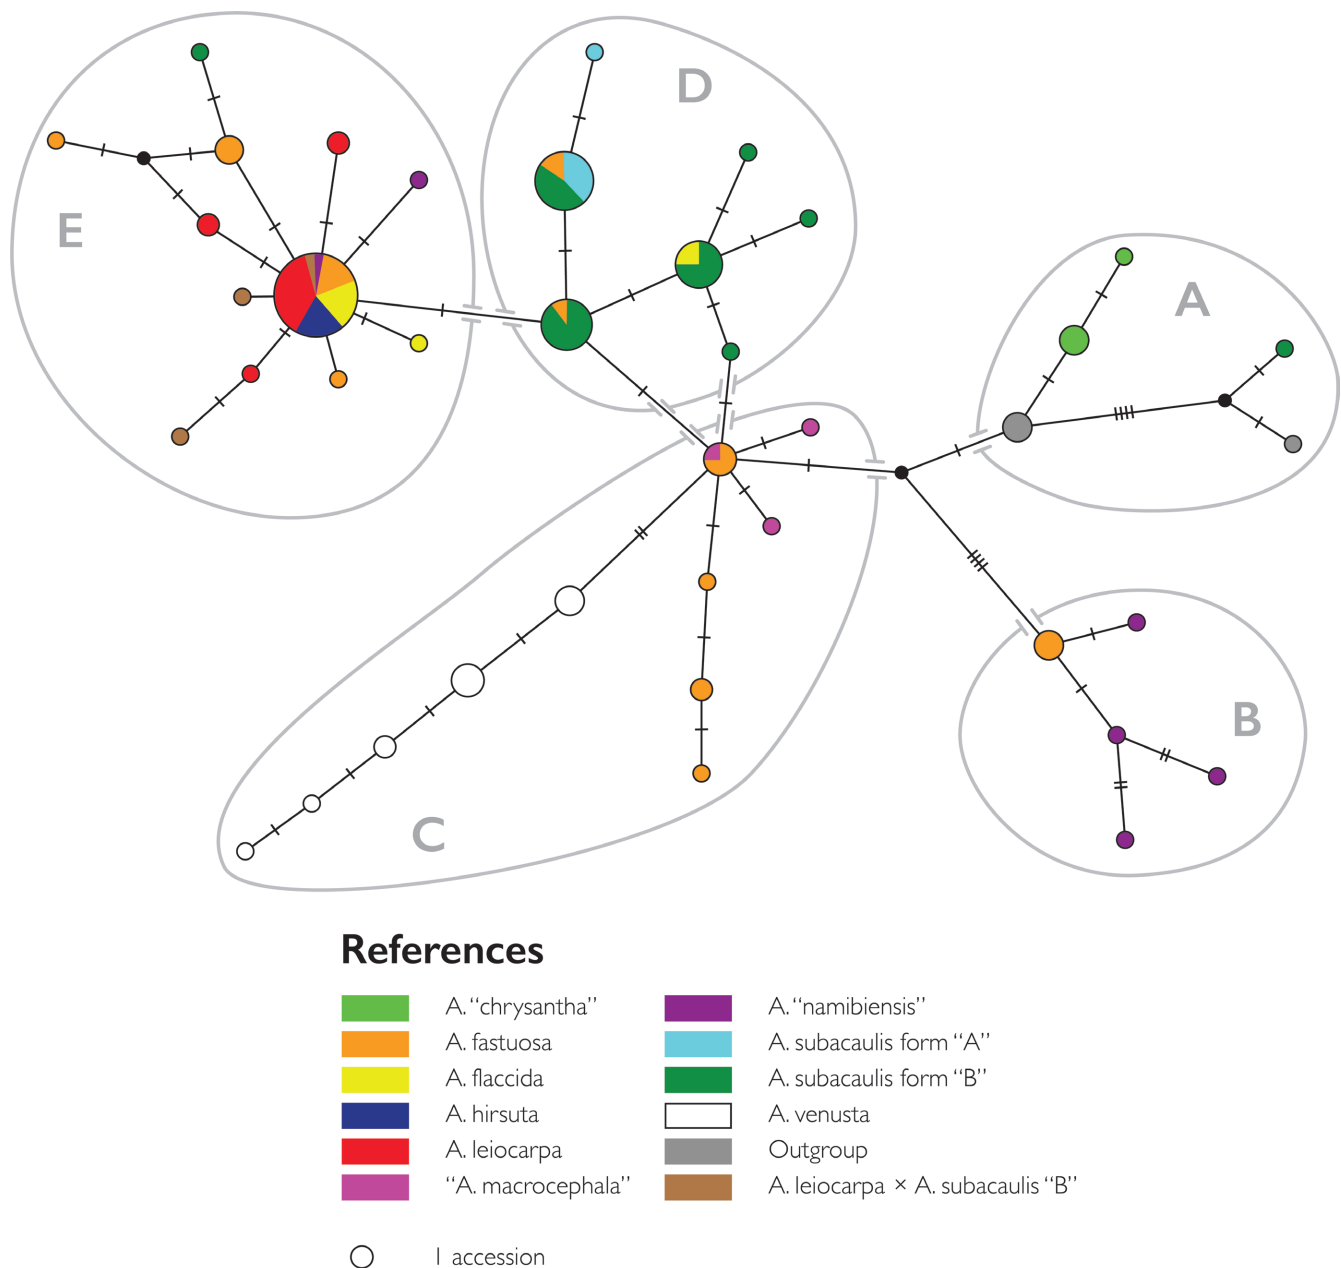 D
E
A
B
C
References
A. “chrysantha”
A. fastuosa
A. flaccida
A. hirsuta
A. leiocarpa
“A. macrocephala”
A. “namibiensis”
A. subacaulis form “A”
A. subacaulis form “B”
A. venusta
Outgroup
A. leiocarpa × A. subacaulis “B”
1 accession